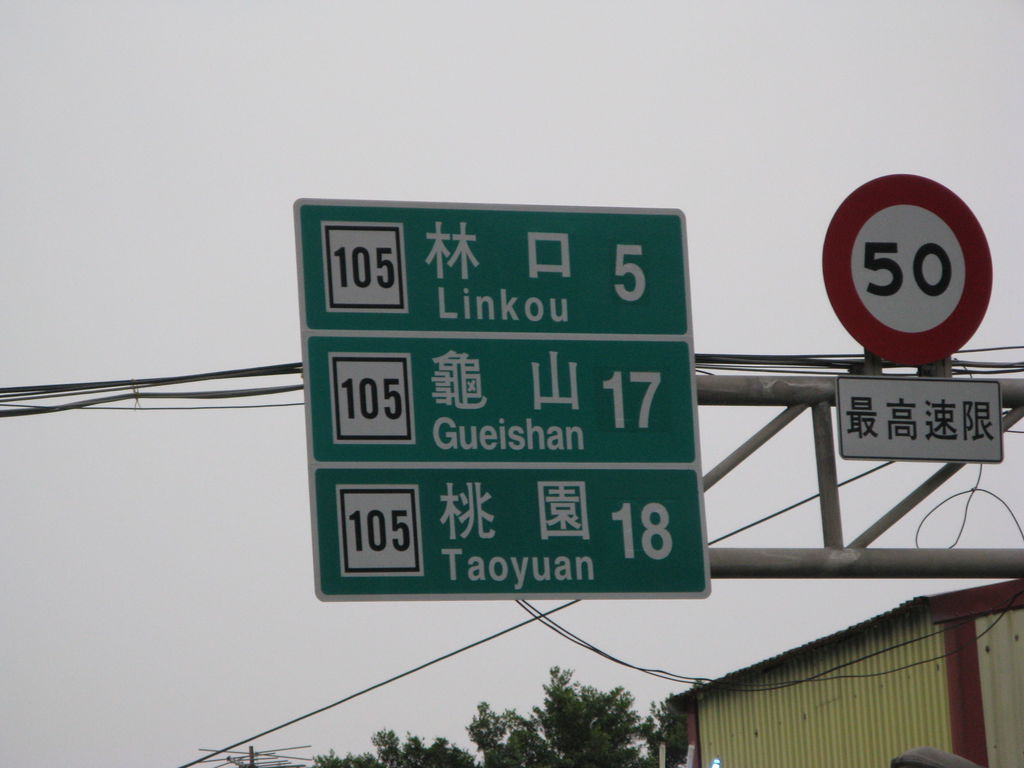 105 林口 5
Linkou
105 龜山 17
Gueishan
105 桃園 18
Taoyuan
50
最高速限